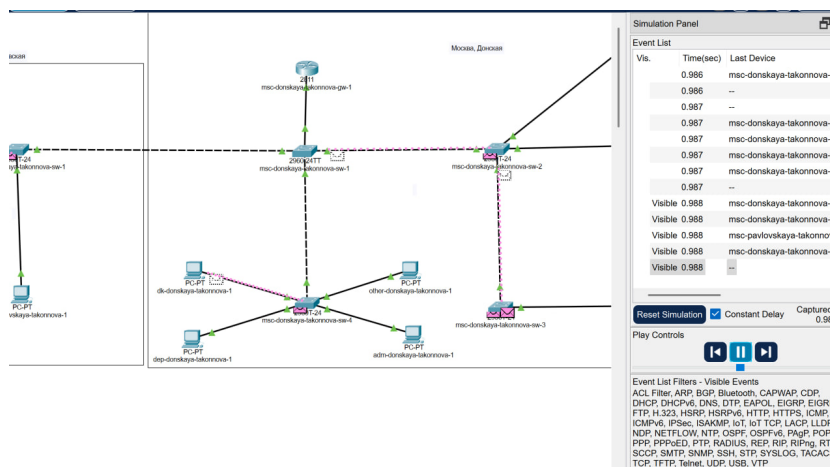 Москва, Донская
2811
msc-donskaya-takonnova-gw-1
msc-donskaya-takonnova-sw-1
msc-donskaya-takonnova-sw-2
PC-PT
dk-donskaya-takonnova-1
PC-PT
other-donskaya-takonnova-1
msc-donskaya-takonnova-sw-4
msc-donskaya-takonnova-sw-3
PC-PT
dep-donskaya-takonnova-1
PC-PT
adm-donskaya-takonnova-1
PC-PT
vskaya-takonnova-1
Simulation Panel
Event List
Vis. Time(sec) Last Device
0.986 msc-donskaya-takonnova-
0.986 --
0.987 --
0.987 msc-donskaya-takonnova-
0.987 msc-donskaya-takonnova-
0.987 msc-donskaya-takonnova-
0.987 msc-donskaya-takonnova-
0.987 --
Visible 0.988 msc-donskaya-takonnova-
Visible 0.988 msc-pavlovskaya-takonnov
Visible 0.988 msc-donskaya-takonnova-
Visible 0.988 --
Reset Simulation Constant Delay Captured
0.98
Play Controls
Event List Filters - Visible Events
ACL Filter, ARP, BGP, Bluetooth, CAPWAP, CDP,
DHCP, DHCPv6, DNS, DTP, EAPOL, EIGRP, EIGR
FTP, H.323, HSRP, HSRPv6, HTTP, HTTPS, ICMP,
ICMPv6, IPSec, ISAKMP, IoT, IoT TCP, LACP, LLDP
NDP, NETFLOW, NTP, OSPF, OSPFv6, PAgP, POP
PPP, PPPoED, PTP, RADIUS, REP, RIP, RIPng, RT
SCCP, SMTP, SNMP, SSH, STP, SYSLOG, TACAC
TCP, TFTP, Telnet, UDP, USB, VTP